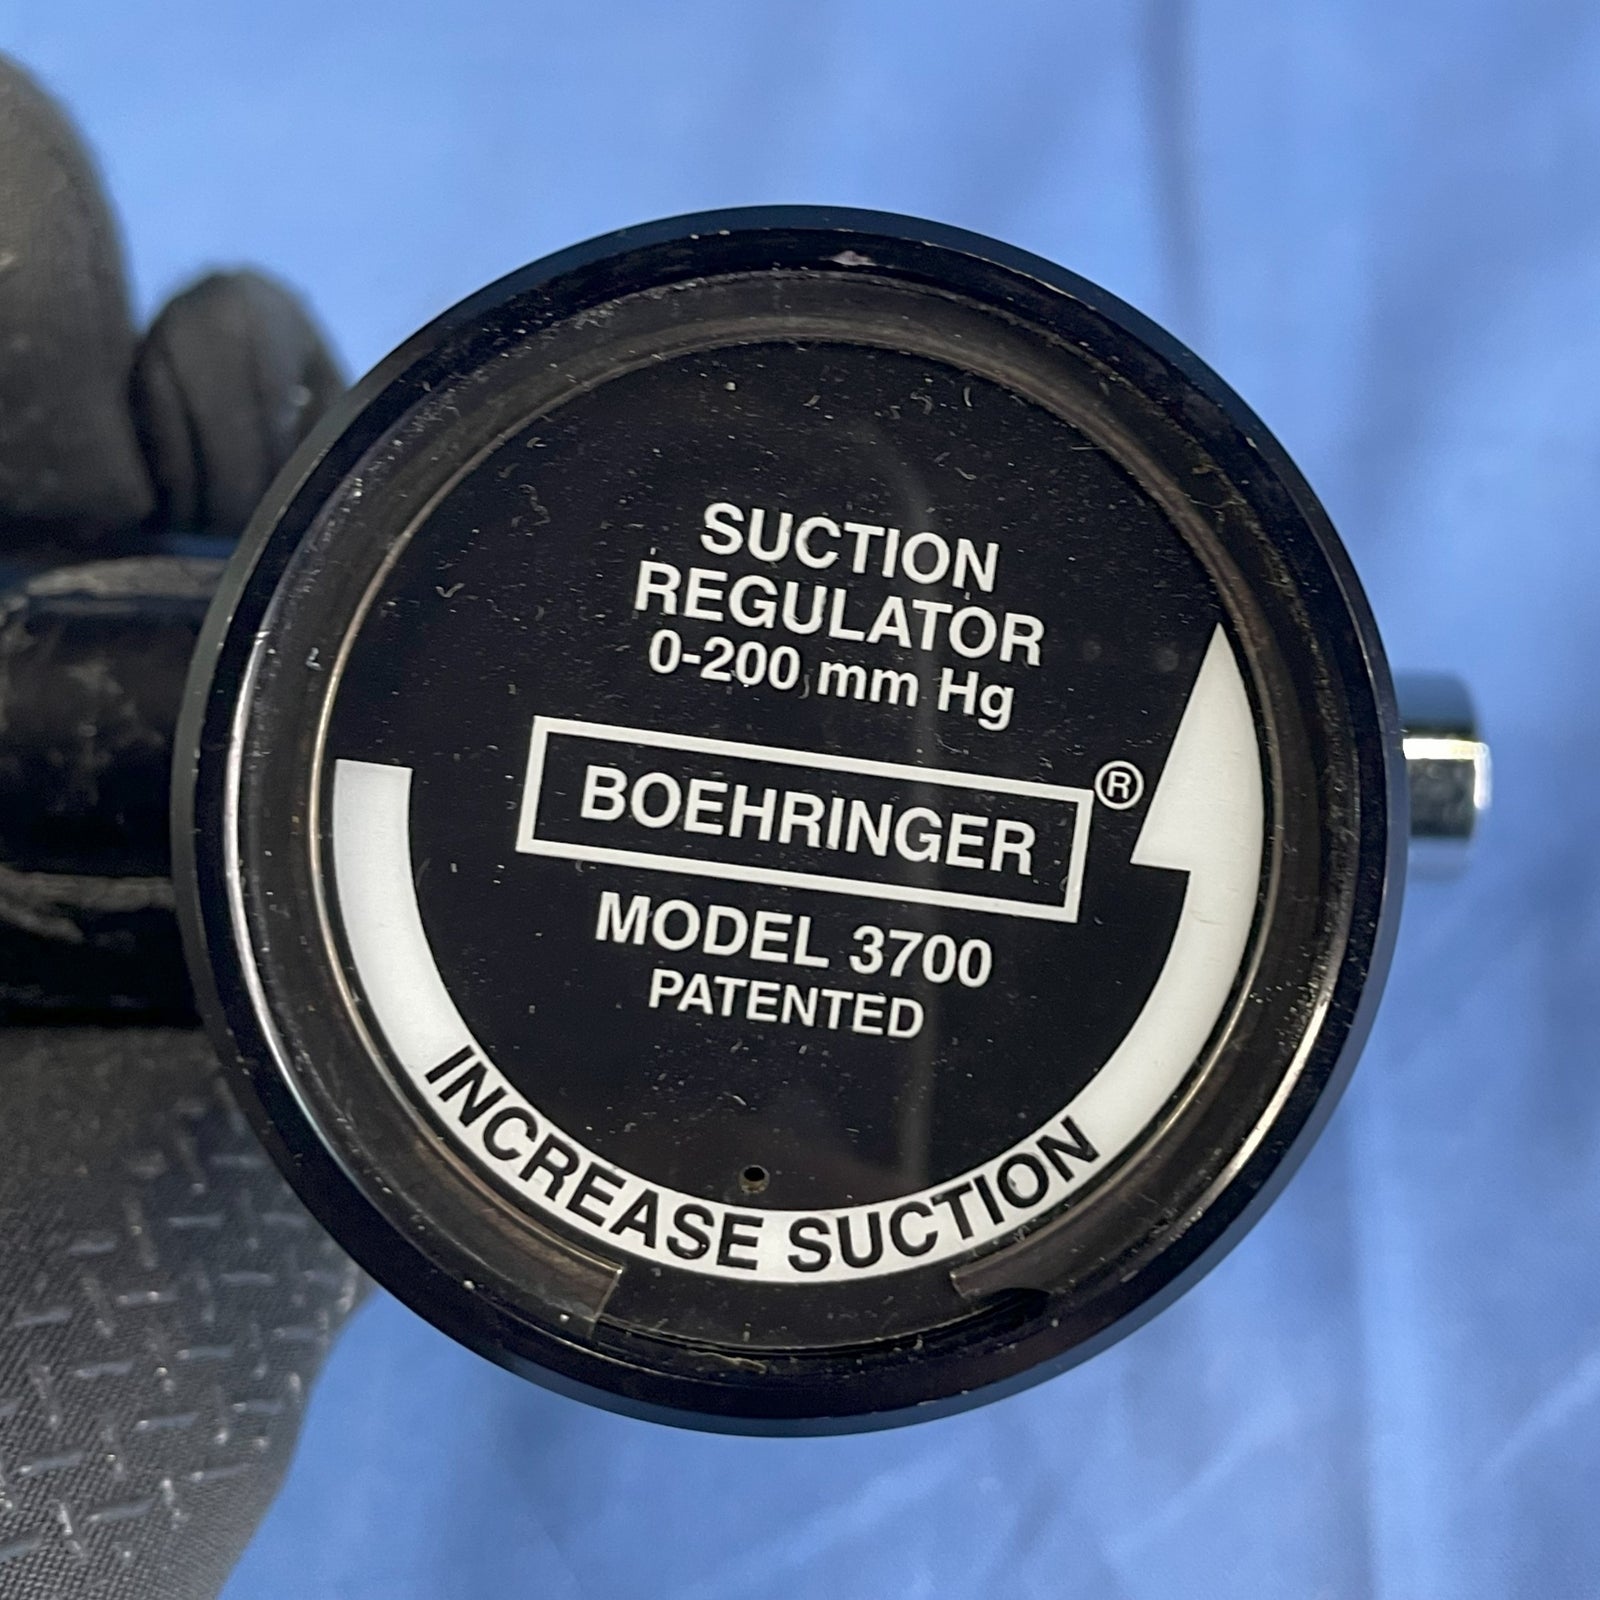 SUCTION
REGULATOR
0-200 mm Hg
BOEHRINGER®
MODEL 3700
PATENTED
INCREASE SUCTION